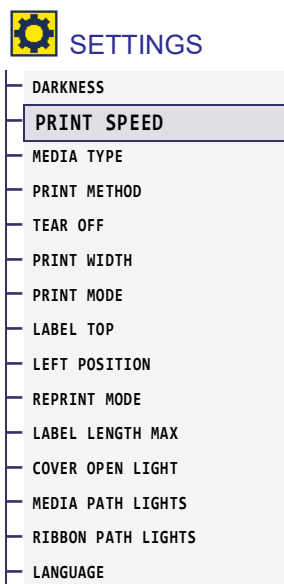 SETTINGS
DARKNESS
PRINT SPEED
MEDIA TYPE
PRINT METHOD
TEAR OFF
PRINT WIDTH
PRINT MODE
LABEL TOP
LEFT POSITION
REPRINT MODE
LABEL LENGTH MAX
COVER OPEN LIGHT
MEDIA PATH LIGHTS
RIBBON PATH LIGHTS
LANGUAGE